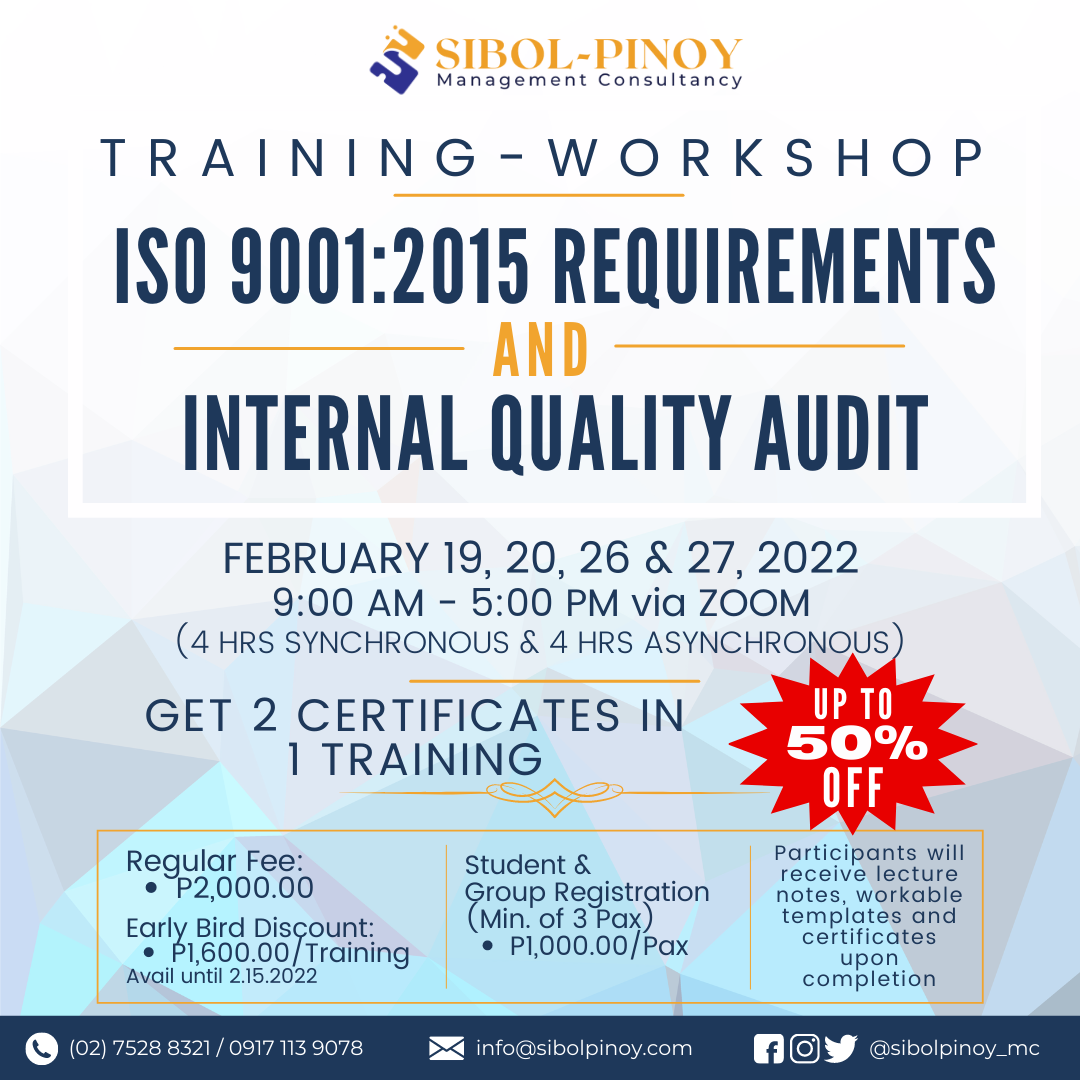 SIBOL-PINOY
Management Consultancy
TRAINING-WORKSHOP
ISO 9001:2015 REQUIREMENTS
AND
INTERNAL QUALITY AUDIT
FEBRUARY 19, 20, 26 & 27, 2022
9:00 AM - 5:00 PM via ZOOM
(4 HRS SYNCHRONOUS & 4 HRS ASYNCHRONOUS)
GET 2 CERTIFICATES IN
1 TRAINING
UP TO
50%
OFF
Regular Fee:
• P2,000.00
Early Bird Discount:
• P1,600.00/Training
Avail until 2.15.2022
Student &
Group Registration
(Min. of 3 Pax)
• P1,000.00/Pax
Participants will
receive lecture
notes, workable
templates and
certificates
upon
completion
(02) 7528 8321 / 0917 113 9078
info@sibolpinoy.com
@sibolpinoy_mc